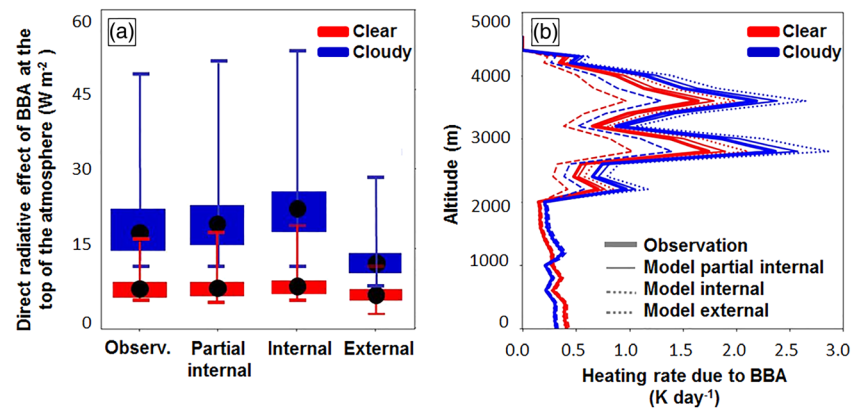 (a)
Clear
Cloudy
Direct radiative effect of BBA at the
top of the atmosphere (W m-2)
60
45
30
15
0
Observ.
Partial
internal
Internal
External
(b)
Clear
Cloudy
Altitude (m)
5000
4000
3000
2000
1000
0
Observation
Model partial internal
Model internal
Model external
0.0
0.5
1.0
1.5
2.0
2.5
3.0
Heating rate due to BBA
(K day-1)